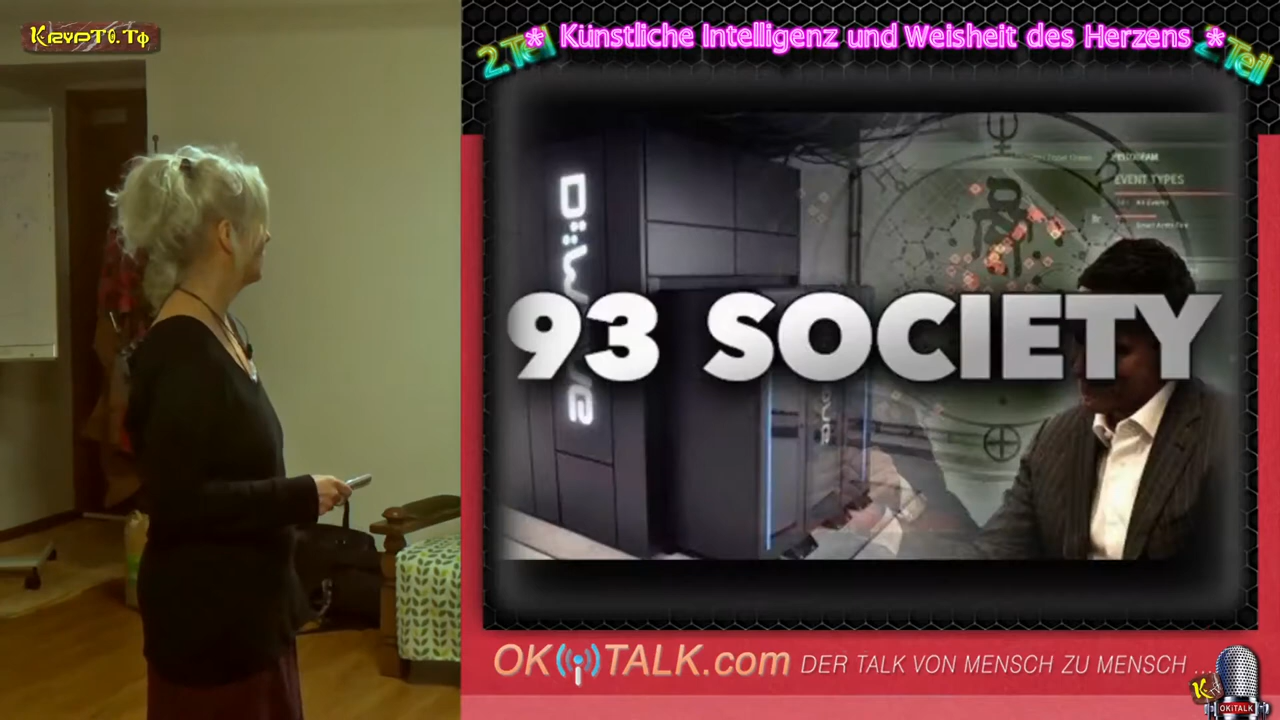 KRYPT0.TΦ
* Künstliche Intelligenz und Weisheit des Herzens *
2.Teil
2.Teil
D:Wave
EVENT TYPES
93 SOCIETY
OKiTALK.com DER TALK VON MENSCH ZU MENSCH ...
OKiTALK